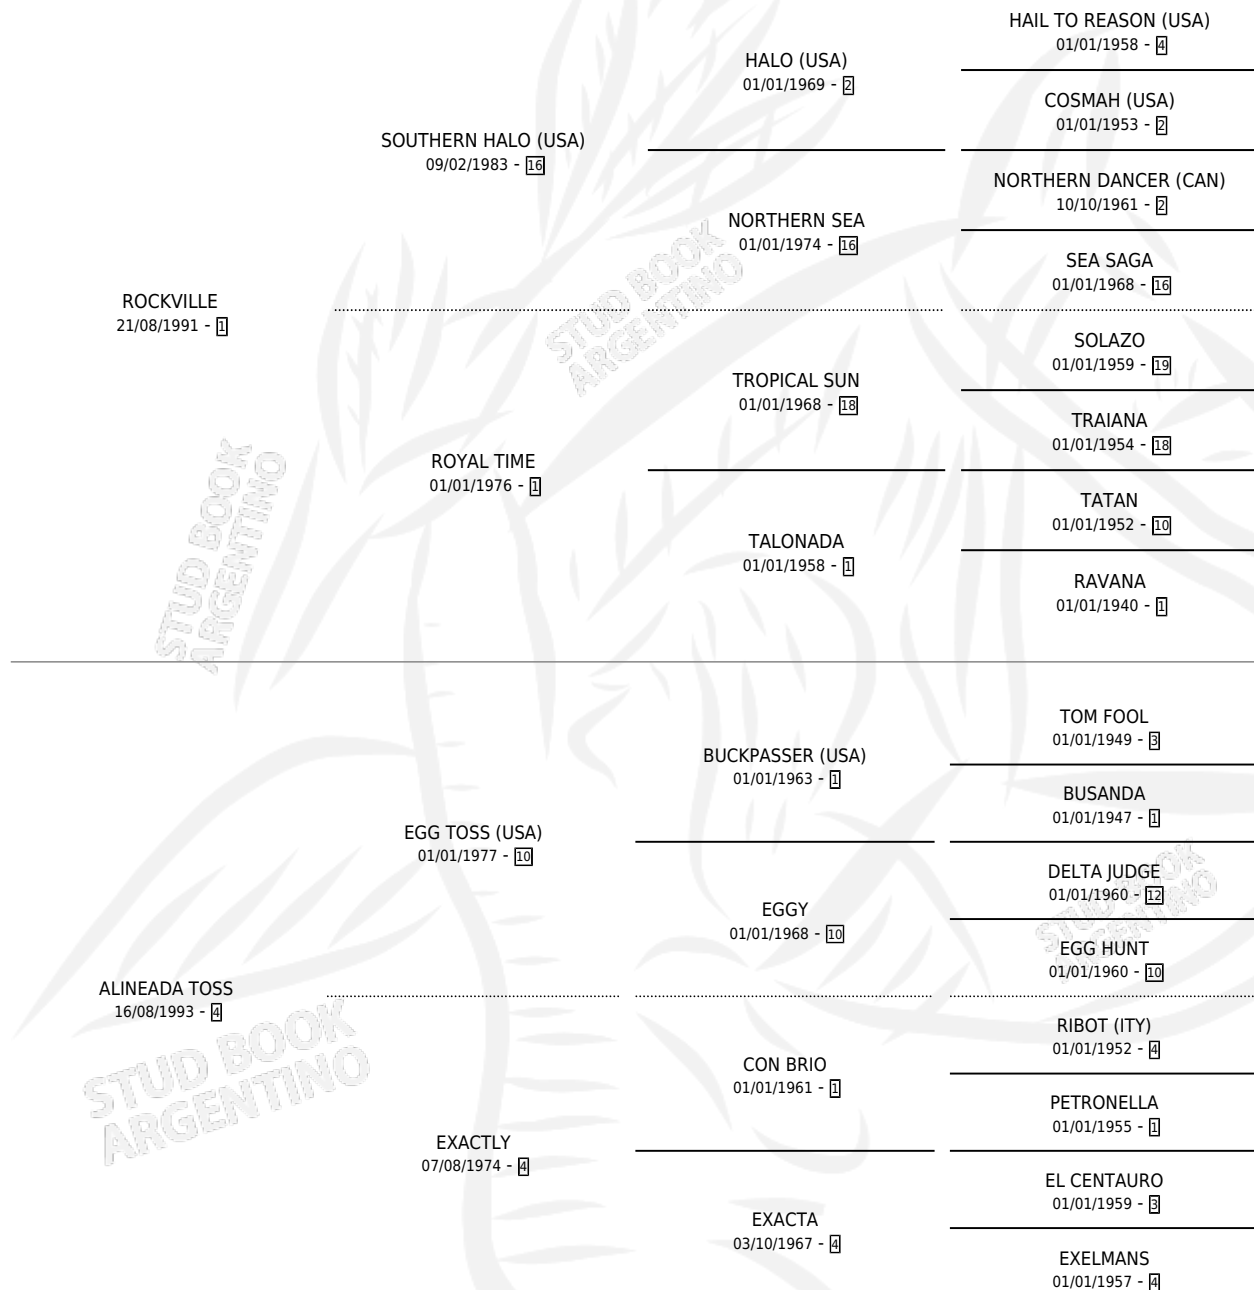 HAIL TO REASON (USA)
01/01/1958 - 4
HALO (USA)
01/01/1969 - 2
COSMAH (USA)
01/01/1953 - 2
SOUTHERN HALO (USA)
09/02/1983 - 16
NORTHERN DANCER (CAN)
10/10/1961 - 2
NORTHERN SEA
01/01/1974 - 16
SEA SAGA
01/01/1968 - 16
ROCKVILLE
21/08/1991 - 1
SOLAZO
01/01/1959 - 19
TROPICAL SUN
01/01/1968 - 18
TRAIANA
01/01/1954 - 18
ROYAL TIME
01/01/1976 - 1
TATAN
01/01/1952 - 10
TALONADA
01/01/1958 - 1
RAVANA
01/01/1940 - 1
TOM FOOL
01/01/1949 - 3
BUCKPASSER (USA)
01/01/1963 - 1
BUSANDA
01/01/1947 - 1
EGG TOSS (USA)
01/01/1977 - 10
DELTA JUDGE
01/01/1960 - 12
EGGY
01/01/1968 - 10
EGG HUNT
01/01/1960 - 10
ALINEADA TOSS
16/08/1993 - 4
RIBOT (ITY)
01/01/1952 - 4
CON BRIO
01/01/1961 - 1
PETRONELLA
01/01/1955 - 1
EXACTLY
07/08/1974 - 4
EL CENTAURO
01/01/1959 - 3
EXACTA
03/10/1967 - 4
EXELMANS
01/01/1957 - 4
STUD BOOK
ARGENTINO
STUD BOOK
ARGENTINO
STUD BOOK
ARGENTINO
STUD BOOK
ARGENTINO